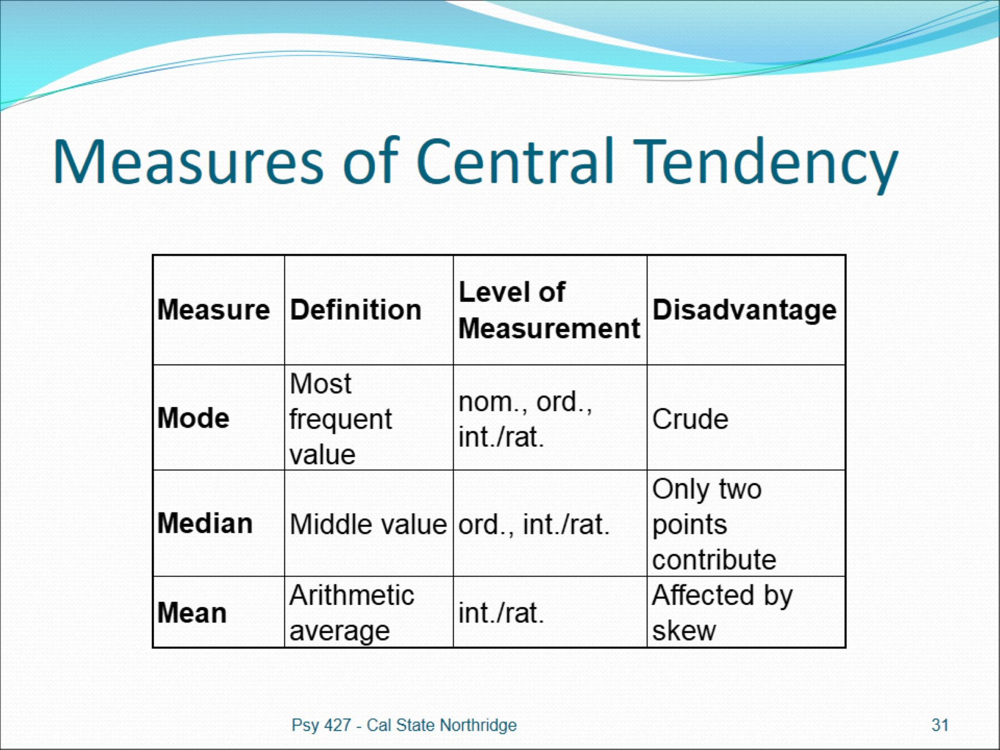 Measures of Central Tendency
Measure
Definition
Level of
Measurement
Disadvantage
Mode
Most
frequent
value
nom., ord.,
int./rat.
Crude
Median
Middle value
ord., int./rat.
Only two
points
contribute
Mean
Arithmetic
average
int./rat.
Affected by
skew
Psy 427 - Cal State Northridge
31